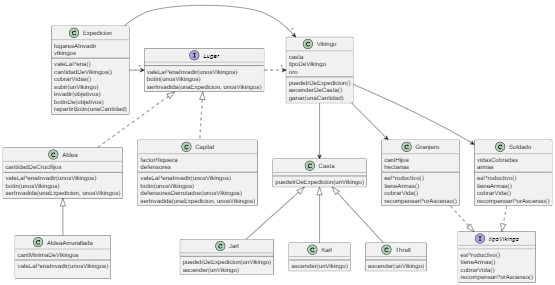 C Expedicion
lugaresAInvadir
vikingos
valeLaPena()
cantidadDeVikingos()
cobrarVidas()
subir(unVikingo)
invadir(objetivos)
botinDe(objetivos)
repartirBotin(unaCantidad)
I Lugar
valeLaPenaInvadir(unosVikingos)
botin(unosVikingos)
serInvadida(unaExpedicion, unosVikingos)
C Vikingo
casta
tipoDeVikingo
oro
puedeIrDeExpedicion()
ascenderDeCasta()
ganar(unaCantidad)
C Aldea
cantidadDeCrucifijos
valeLaPenaInvadir(unosVikingos)
botin(unosVikingos)
serInvadida(unaExpedicion, unosVikingos)
C Capital
factorRiqueza
defensores
valeLaPenaInvadir(unosVikingos)
botin(unosVikingos)
defensoresDerrotados(unosVikingos)
serInvadida(unaExpedicion, unosVikingos)
C Casta
puedeIrDeExpedicion(unVikingo)
C Granjero
cantHijos
hectarias
esProductivo()
tieneArmas()
cobrarVida()
recompensarPorAscenso()
C Soldado
vidasCobradas
armas
esProductivo()
tieneArmas()
cobrarVida()
recompensarPorAscenso()
C AldeaAmurallada
cantMinimaDeVikingos
valeLaPenaInvadir(unosVikingos)
C Jarl
puedeIrDeExpedicion(unVikingo)
ascender(unVikingo)
C Karl
ascender(unVikingo)
C Thrall
ascender(unVikingo)
I tipoVikingo
esProductivo()
tieneArmas()
cobrarVida()
recompensarPorAscenso()